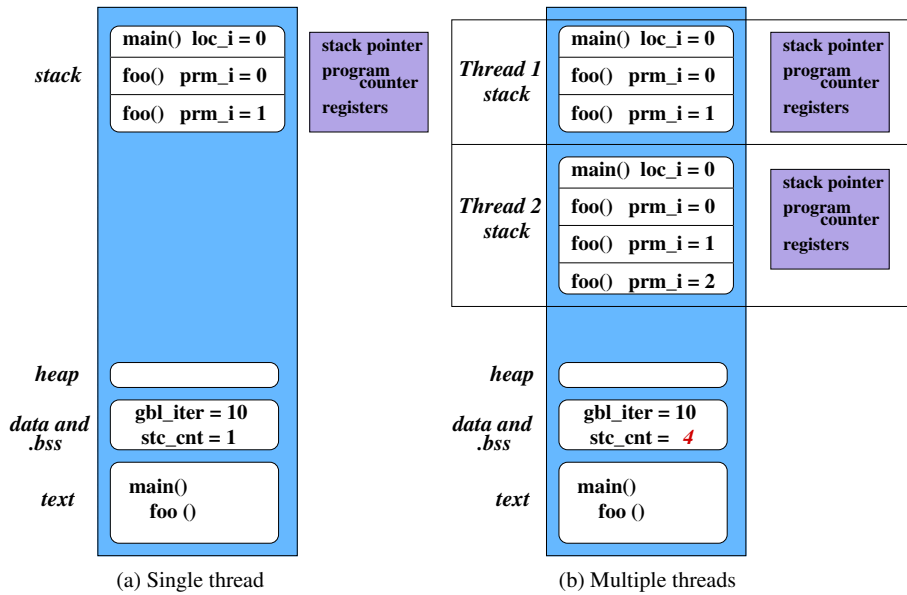 main() loc_i = 0
stack
foo() prm_i = 0
foo() prm_i = 1
stack pointer
program
counter
registers
heap
gbl_iter = 10
data and
.bss
stc_cnt = 1
text
main()
foo ()
(a) Single thread
main() loc_i = 0
Thread 1
stack
foo() prm_i = 0
foo() prm_i = 1
stack pointer
program
counter
registers
main() loc_i = 0
Thread 2
stack
foo() prm_i = 0
foo() prm_i = 1
foo() prm_i = 2
stack pointer
program
counter
registers
heap
gbl_iter = 10
data and
.bss
stc_cnt = 4
text
main()
foo ()
(b) Multiple threads